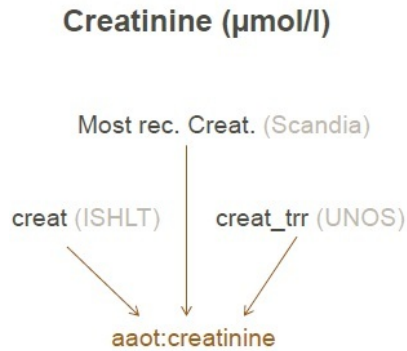 Creatinine (µmol/l)
Most rec. Creat. (Scandia)
creat (ISHLT)
creat_trr (UNOS)
aaot:creatinine